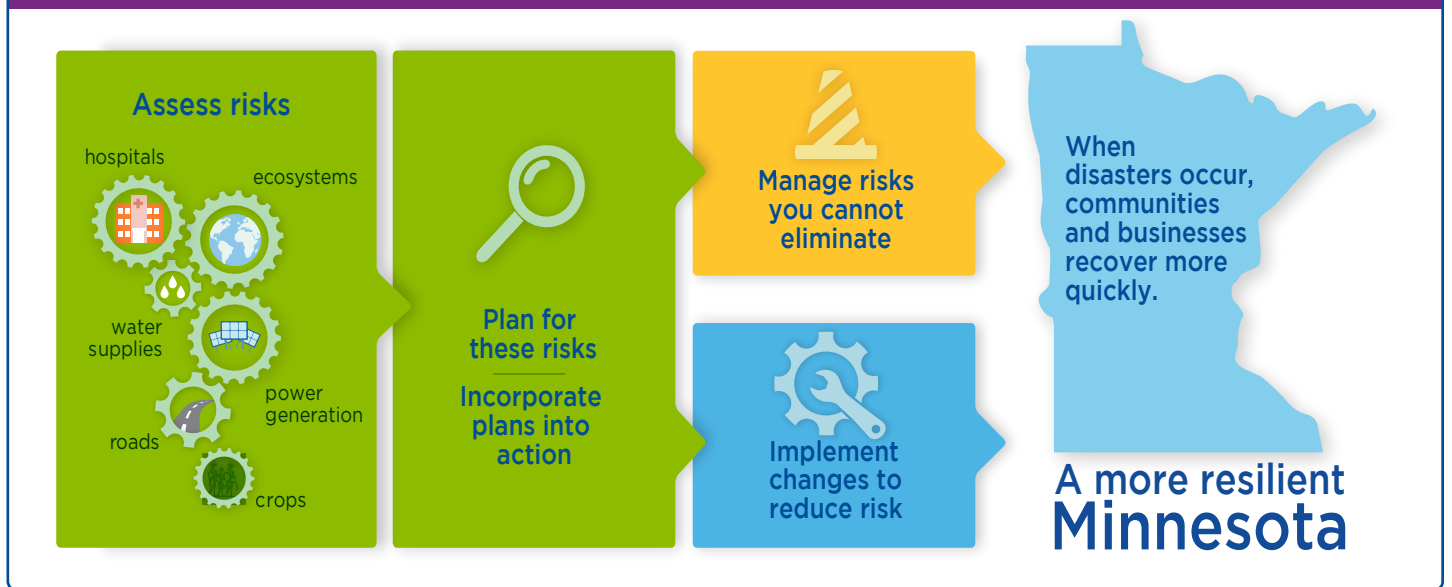 Assess risks
hospitals
ecosystems
water
supplies
power
generation
roads
crops
Plan for
these risks
Incorporate
plans into
action
Manage risks
you cannot
eliminate
Implement
changes to
reduce risk
When
disasters occur,
communities
and businesses
recover more
quickly.
A more resilient
Minnesota